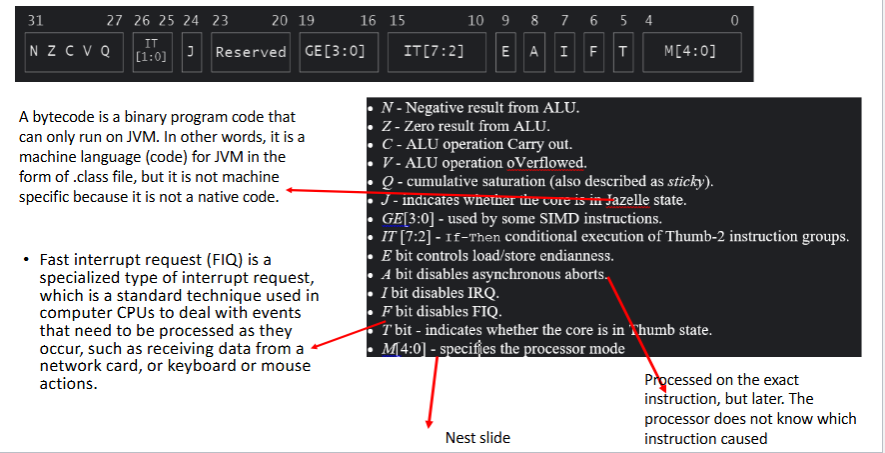 31 27 26 25 24 23 20 19 16 15 10 9 8 7 6 5 4 0
N Z C V Q IT [1:0] J Reserved GE[3:0] IT[7:2] E A I F T M[4:0]
A bytecode is a binary program code that
can only run on JVM. In other words, it is a
machine language (code) for JVM in the
form of .class file, but it is not machine
specific because it is not a native code.
• Fast interrupt request (FIQ) is a
specialized type of interrupt request,
which is a standard technique used in
computer CPUs to deal with events
that need to be processed as they
occur, such as receiving data from a
network card, or keyboard or mouse
actions.
• N - Negative result from ALU.
• Z - Zero result from ALU.
• C - ALU operation Carry out.
• V - ALU operation oVerflowed.
• Q - cumulative saturation (also described as sticky).
• J - indicates whether the core is in Jazelle state.
• GE[3:0] - used by some SIMD instructions.
• IT [7:2] - If-Then conditional execution of Thumb-2 instruction groups.
• E bit controls load/store endianness.
• A bit disables asynchronous aborts.
• I bit disables IRQ.
• F bit disables FIQ.
• T bit - indicates whether the core is in Thumb state.
• M[4:0] - specifies the processor mode
Nest slide
Processed on the exact
instruction, but later. The
processor does not know which
instruction caused